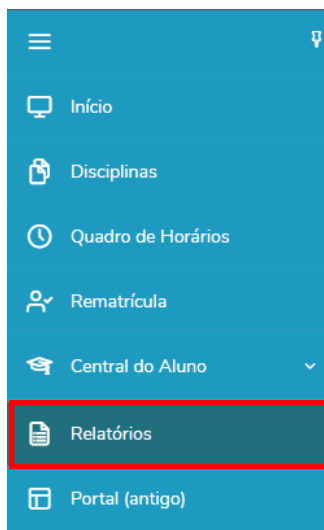 Início
Disciplinas
Quadro de Horários
Rematrícula
Central do Aluno
Relatórios
Portal (antigo)